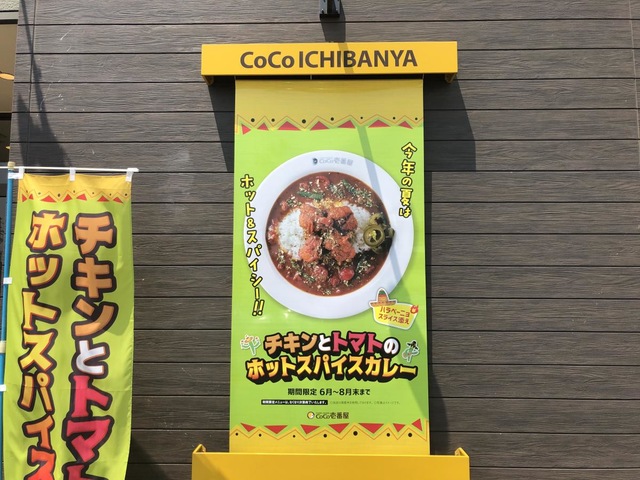 CoCo ICHIBANYA
CoCo壱番屋
今年の夏は
ホット&スパイシー!!
ハラペーニョ
スライス添え
チキンとトマトの
ホットスパイスカレー
期間限定 6月〜8月末まで
CoCo壱番屋
チキンとトマ
ホットスパイス